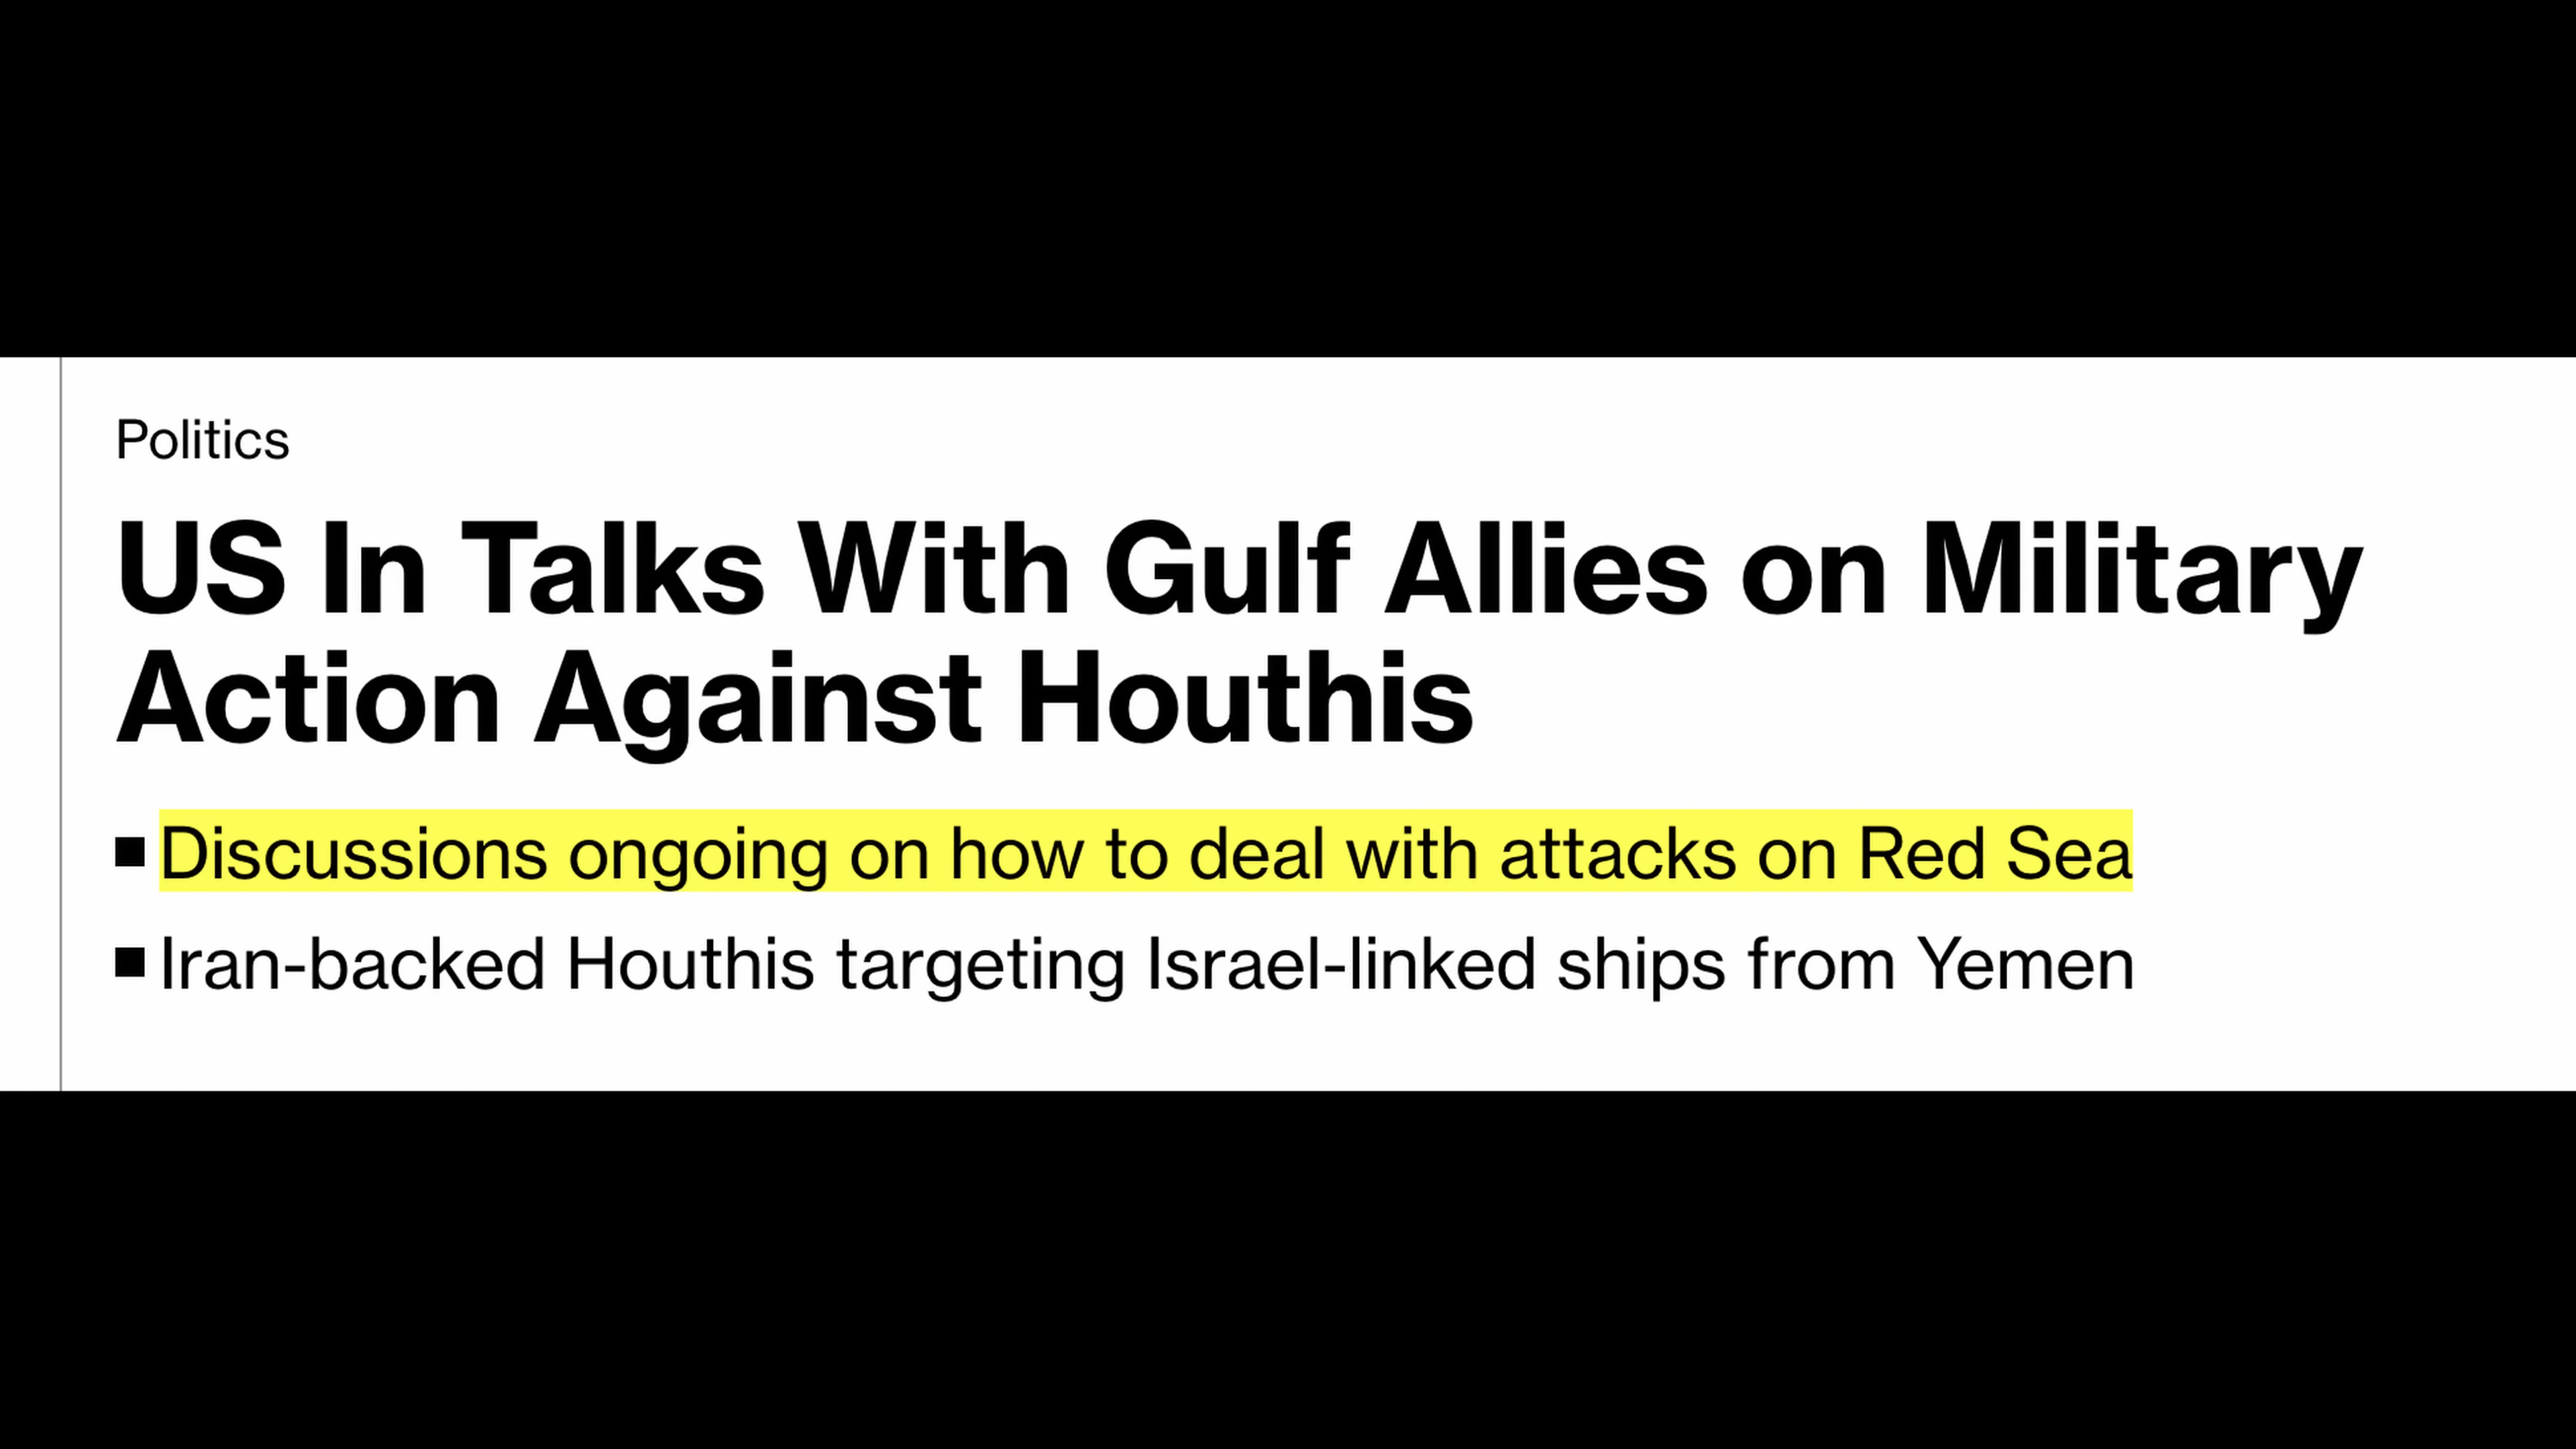 Politics
US In Talks With Gulf Allies on Military
Action Against Houthis
Discussions ongoing on how to deal with attacks on Red Sea
Iran-backed Houthis targeting Israel-linked ships from Yemen